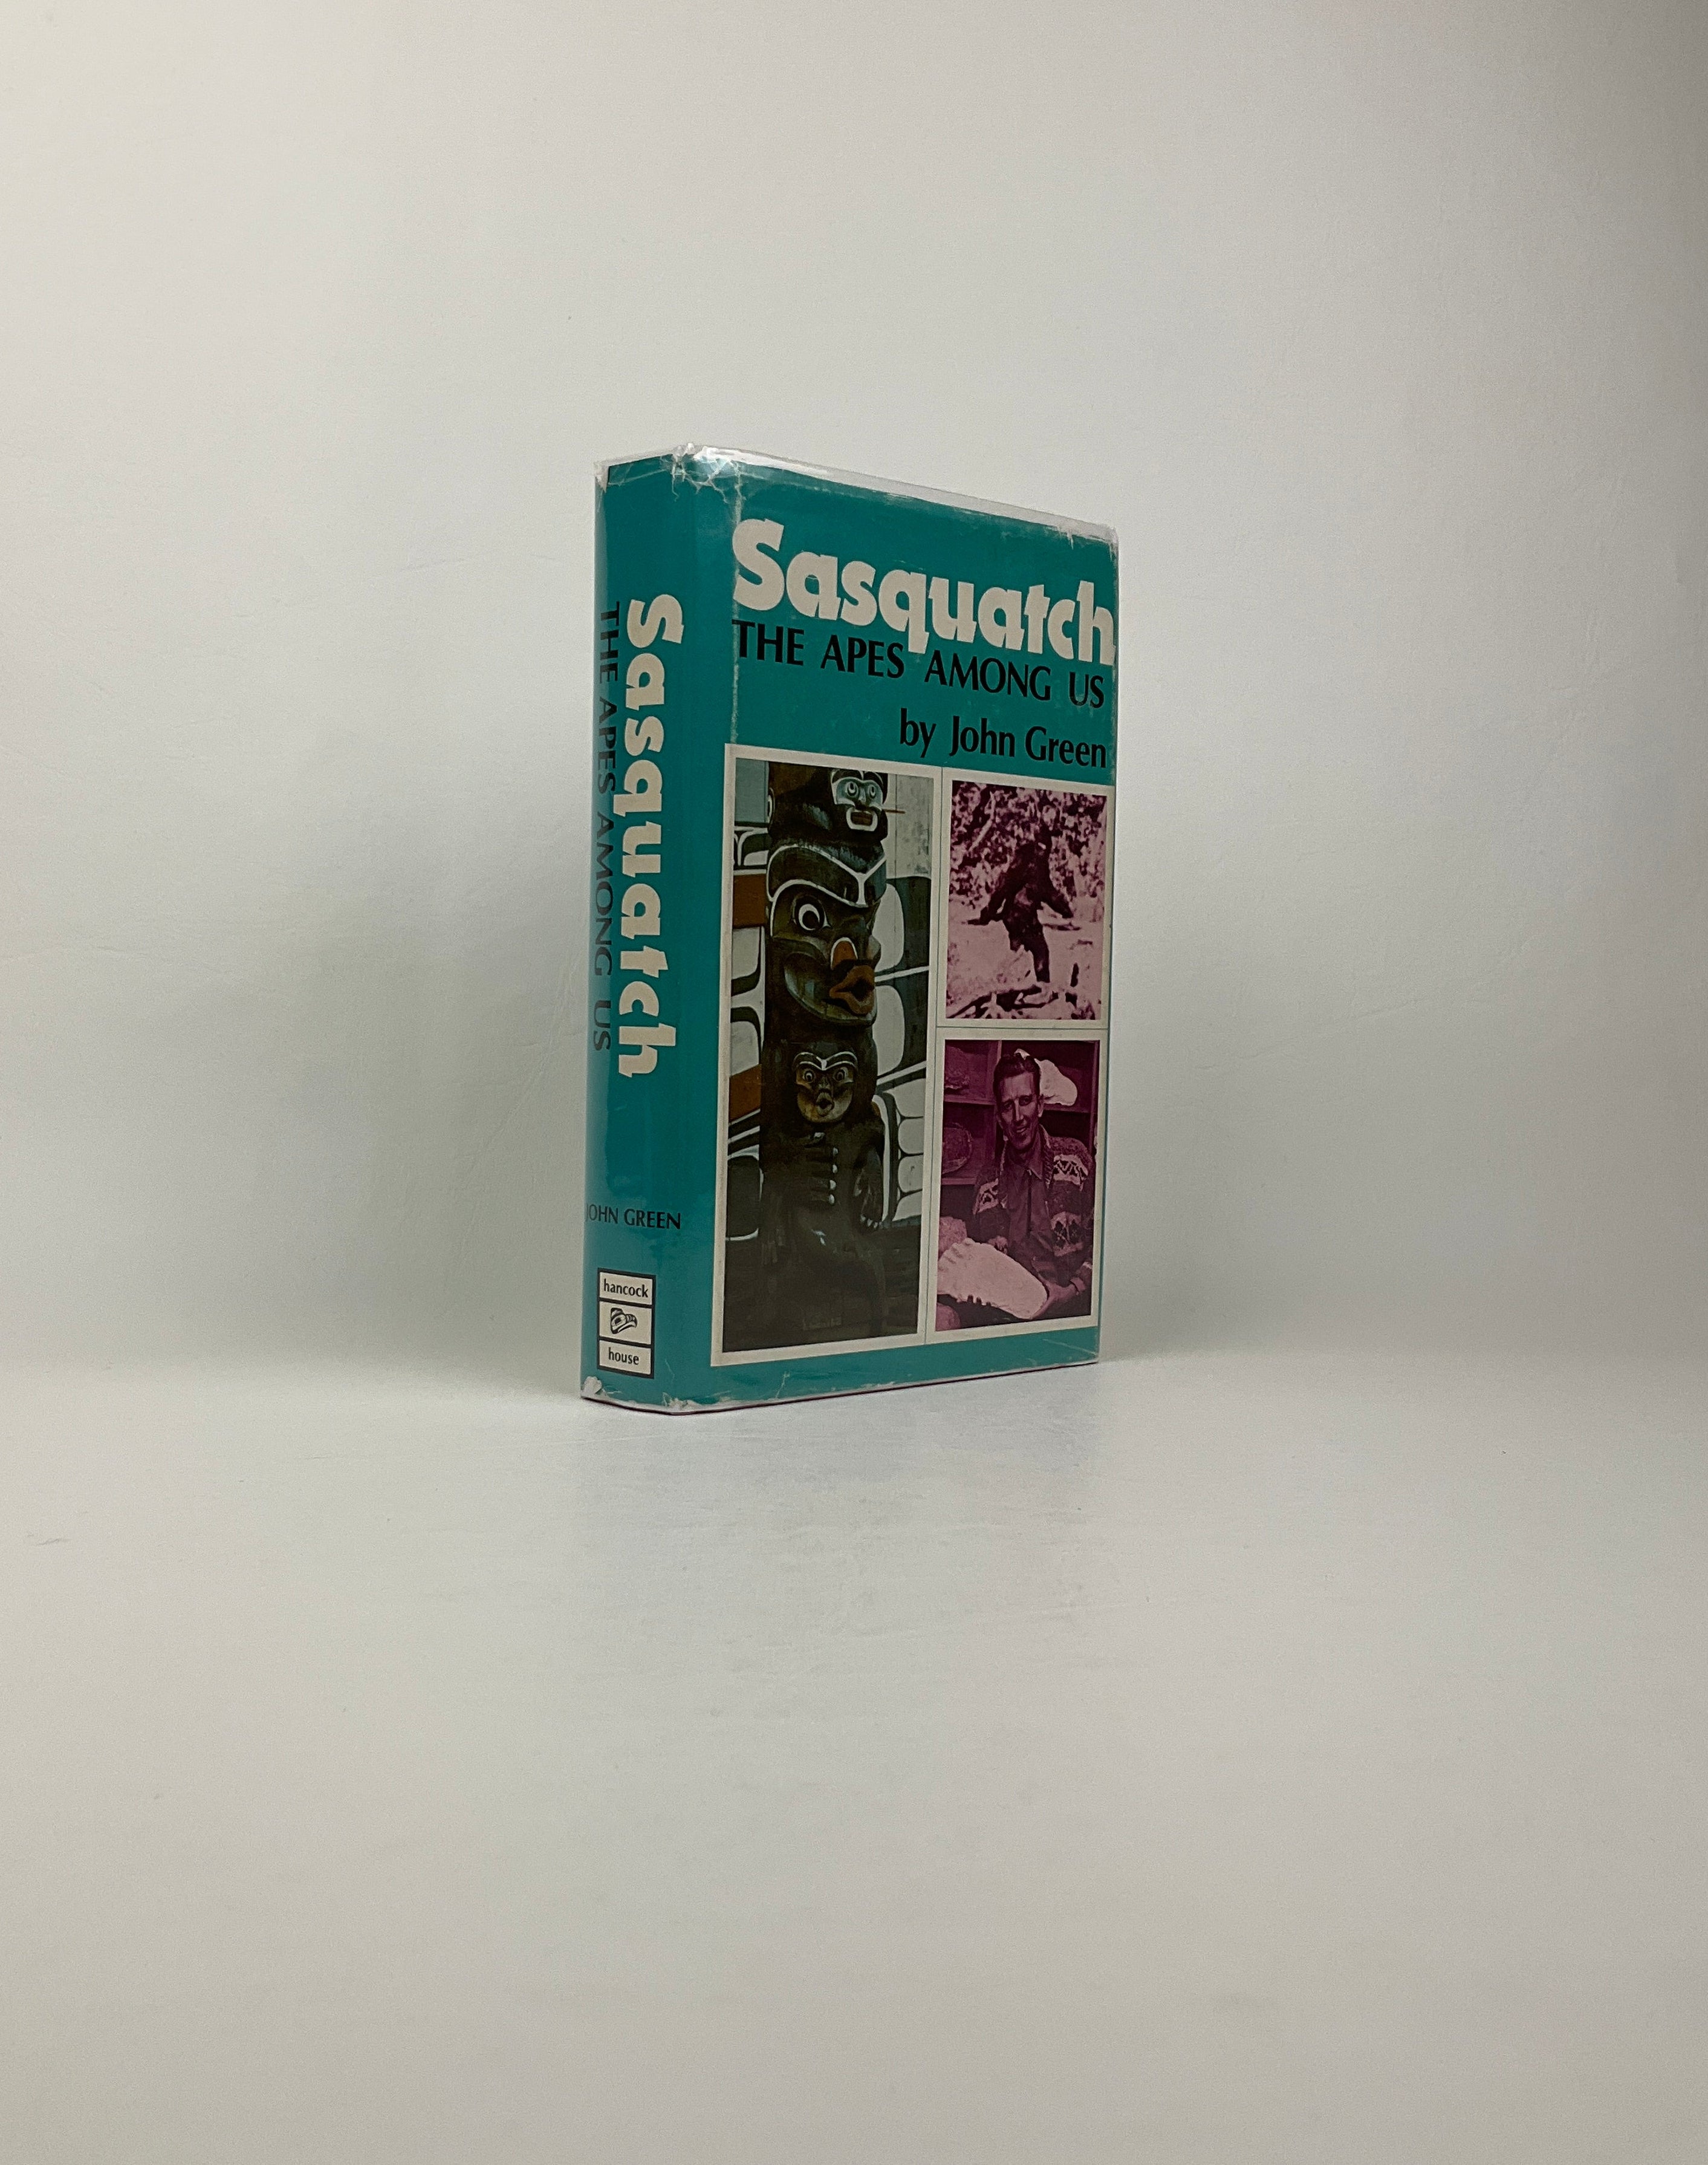 Sasquatch
THE APES AMONG US
by John Green
Sasquatch
THE APES AMONG US
JOHN GREEN
hancock
house